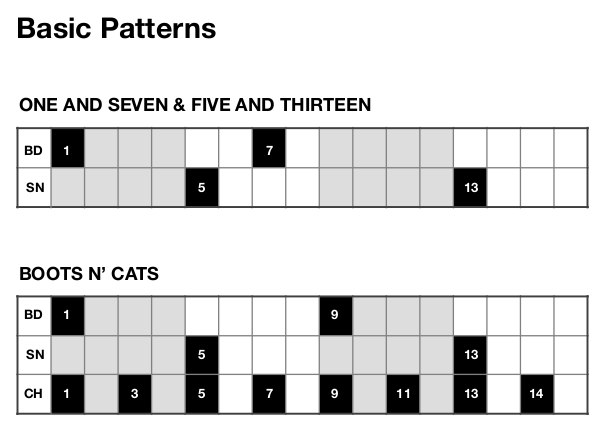 Basic Patterns
ONE AND SEVEN & FIVE AND THIRTEEN
BD 1 7
SN 5 13
BOOTS N’ CATS
BD 1 9
SN 5 13
CH 1 3 5 7 9 11 13 14